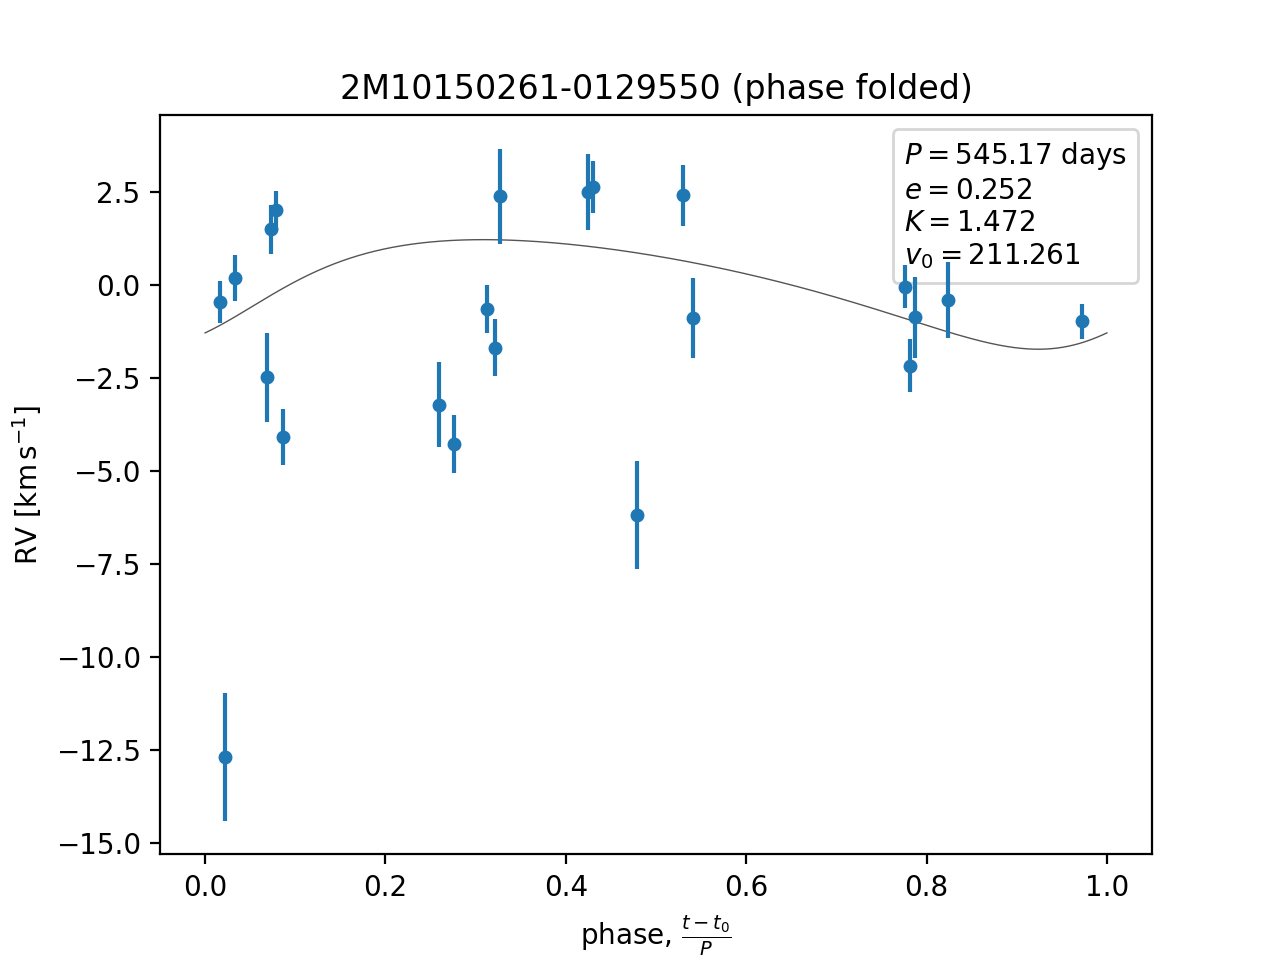 2M10150261-0129550 (phase folded)
P = 545.17 days
e = 0.252
K = 1.472
v₀ = 211.261
RV [km s⁻¹]
2.5
0.0
−2.5
−5.0
−7.5
−10.0
−12.5
−15.0
0.0 0.2 0.4 0.6 0.8 1.0
phase, (t − t₀)/P